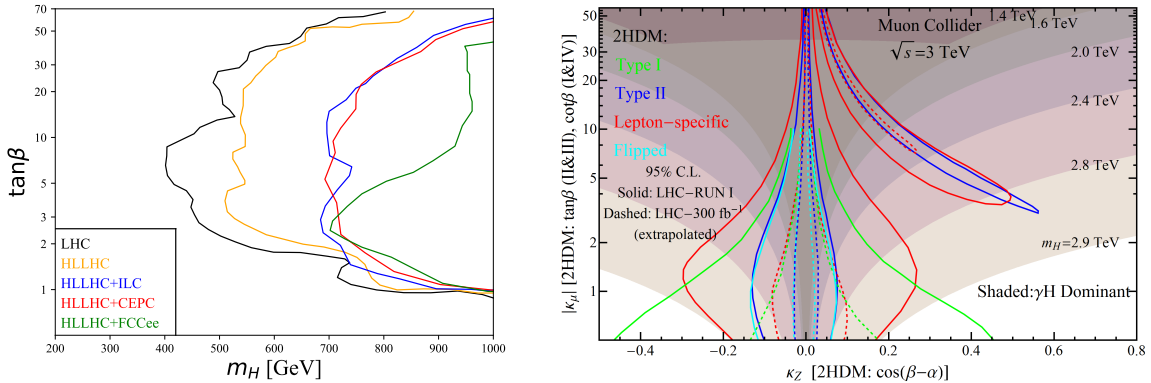 70
50
30
20
10
5
3
2
1
tanβ
200
300
400
500
600
700
800
900
1000
m_H [GeV]
LHC
HLLHC
HLLHC+ILC
HLLHC+CEPC
HLLHC+FCCee
|κ_μ| [2HDM: tanβ (II&III), cotβ (I&IV)]
50
20
10
5
2
1
2HDM:
Type I
Type II
Lepton−specific
Flipped
95% C.L.
Solid: LHC−RUN I
Dashed: LHC−300 fb⁻¹
(extrapolated)
Muon Collider
√s =3 TeV
1.4 TeV
1.6 TeV
2.0 TeV
2.4 TeV
2.8 TeV
m_H=2.9 TeV
Shaded:γH Dominant
−0.4
−0.2
0.0
0.2
0.4
0.6
0.8
κ_Z [2HDM: cos(β−α)]